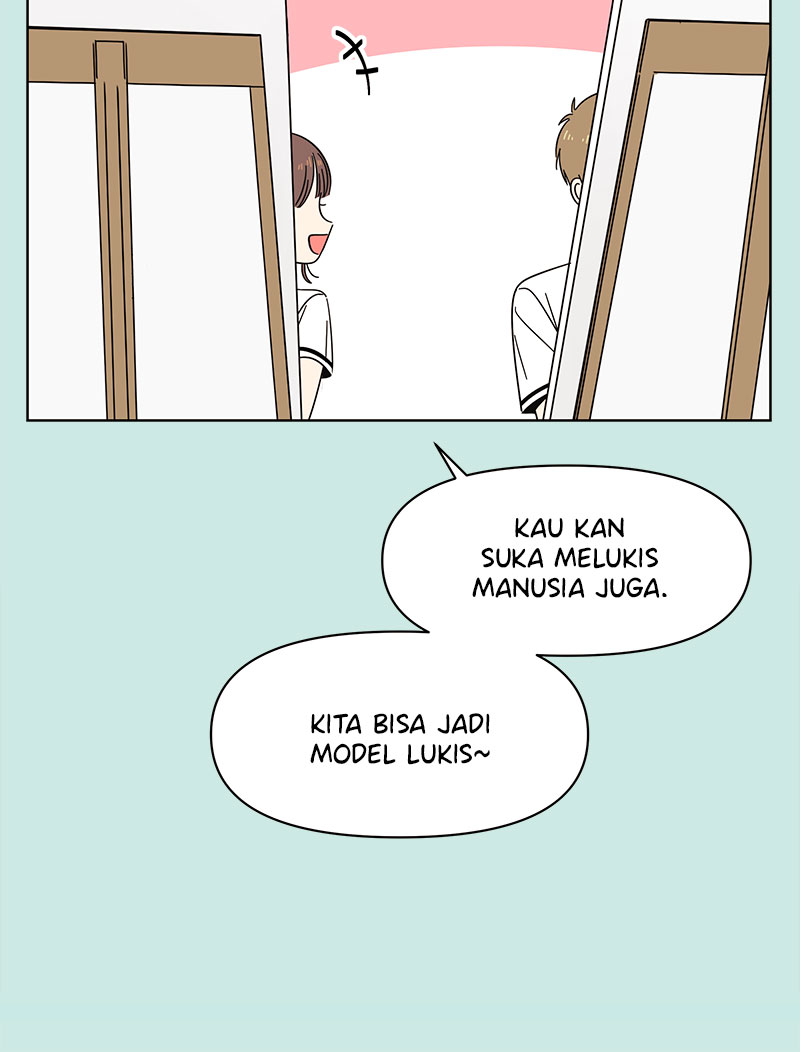 KAU KAN
SUKA MELUKIS
MANUSIA JUGA.
KITA BISA JADI
MODEL LUKIS~